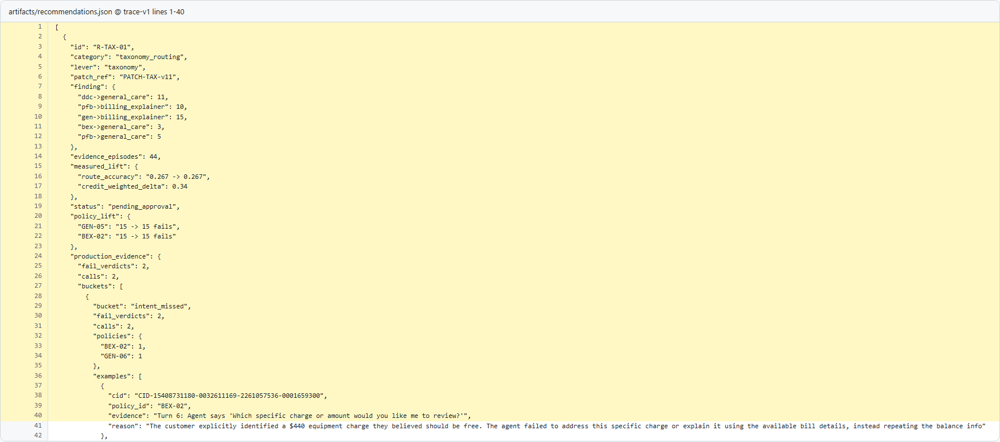 artifacts/recommendations.json @ trace-v1 lines 1-40
1 [
2 {
3 "id": "R-TAX-01",
4 "category": "taxonomy_routing",
5 "lever": "taxonomy",
6 "patch_ref": "PATCH-TAX-v11",
7 "finding": {
8 "ddc->general_care": 11,
9 "pfb->billing_explainer": 10,
10 "gen->billing_explainer": 15,
11 "bex->general_care": 3,
12 "pfb->general_care": 5
13 },
14 "evidence_episodes": 44,
15 "measured_lift": {
16 "route_accuracy": "0.267 -> 0.267",
17 "credit_weighted_delta": 0.34
18 },
19 "status": "pending_approval",
20 "policy_lift": {
21 "GEN-05": "15 -> 15 fails",
22 "BEX-02": "15 -> 15 fails"
23 },
24 "production_evidence": {
25 "fail_verdicts": 2,
26 "calls": 2,
27 "buckets": [
28 {
29 "bucket": "intent_missed",
30 "fail_verdicts": 2,
31 "calls": 2,
32 "policies": {
33 "BEX-02": 1,
34 "GEN-06": 1
35 },
36 "examples": [
37 {
38 "cid": "CID-15408731180-0032611169-2261057536-0001659300",
39 "policy_id": "BEX-02",
40 "evidence": "Turn 6: Agent says 'Which specific charge or amount would you like me to review?'",
41 "reason": "The customer explicitly identified a $440 equipment charge they believed should be free. The agent failed to address this specific charge or explain it using the available bill details, instead repeating the balance info"
42 },